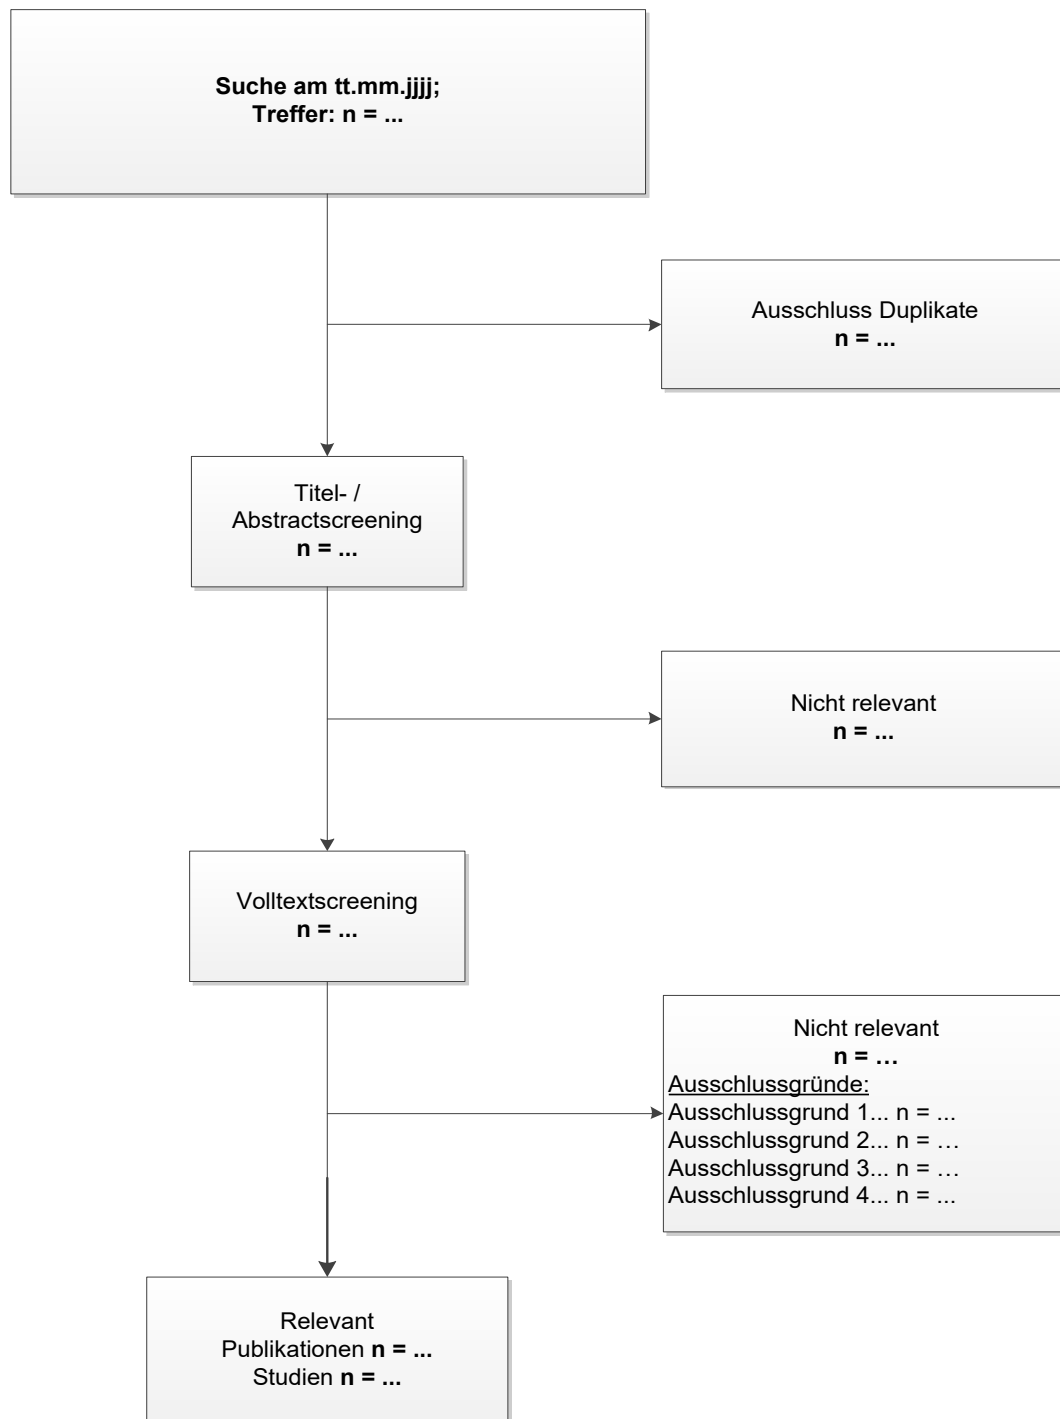 Suche am tt.mm.jjjj;
Treffer: n = ...
Ausschluss Duplikate
n = ...
Titel- /
Abstractscreening
n = ...
Nicht relevant
n = ...
Volltextscreening
n = ...
Nicht relevant
n = ...
Ausschlussgründe:
Ausschlussgrund 1... n = ...
Ausschlussgrund 2... n = ...
Ausschlussgrund 3... n = ...
Ausschlussgrund 4... n = ...
Relevant
Publikationen n = ...
Studien n = ...